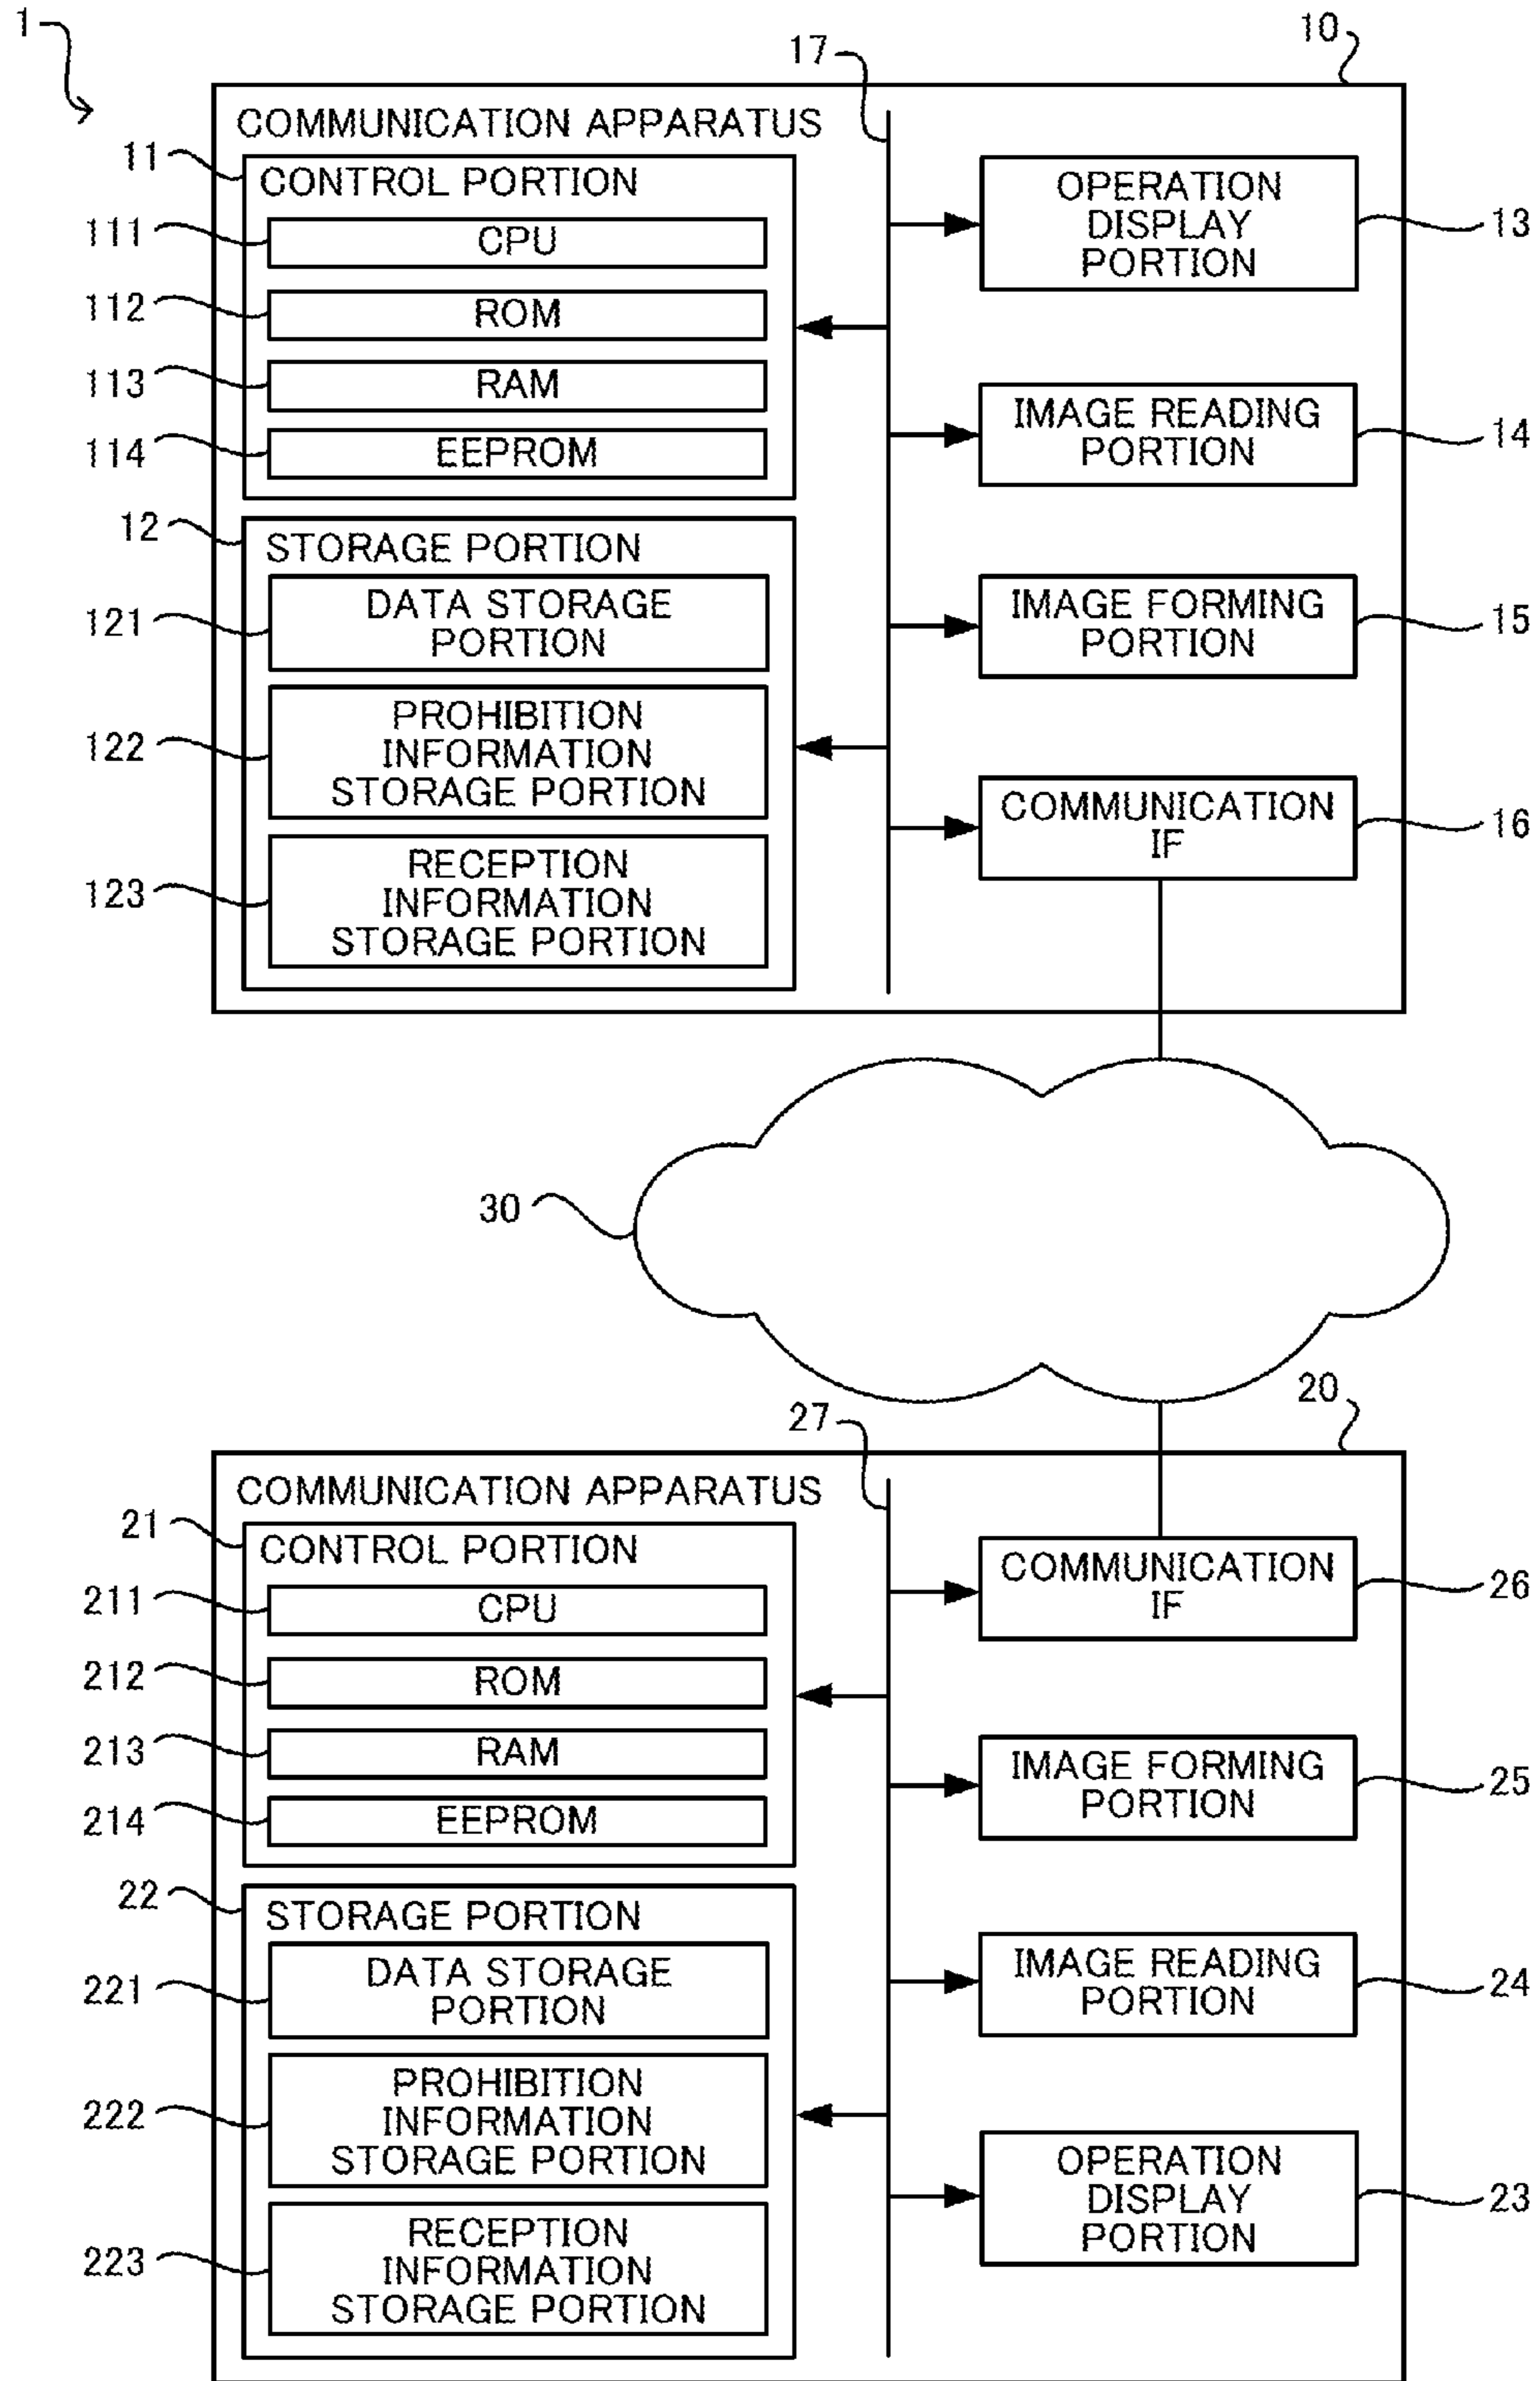 1
10
17
COMMUNICATION APPARATUS
11
CONTROL PORTION
111
CPU
112
ROM
113
RAM
114
EEPROM
12
STORAGE PORTION
121
DATA STORAGE
PORTION
122
PROHIBITION
INFORMATION
STORAGE PORTION
123
RECEPTION
INFORMATION
STORAGE PORTION
OPERATION
DISPLAY
PORTION
13
IMAGE READING
PORTION
14
IMAGE FORMING
PORTION
15
COMMUNICATION
IF
16
30
20
27
COMMUNICATION APPARATUS
21
CONTROL PORTION
211
CPU
212
ROM
213
RAM
214
EEPROM
22
STORAGE PORTION
221
DATA STORAGE
PORTION
222
PROHIBITION
INFORMATION
STORAGE PORTION
223
RECEPTION
INFORMATION
STORAGE PORTION
COMMUNICATION
IF
26
IMAGE FORMING
PORTION
25
IMAGE READING
PORTION
24
OPERATION
DISPLAY
PORTION
23